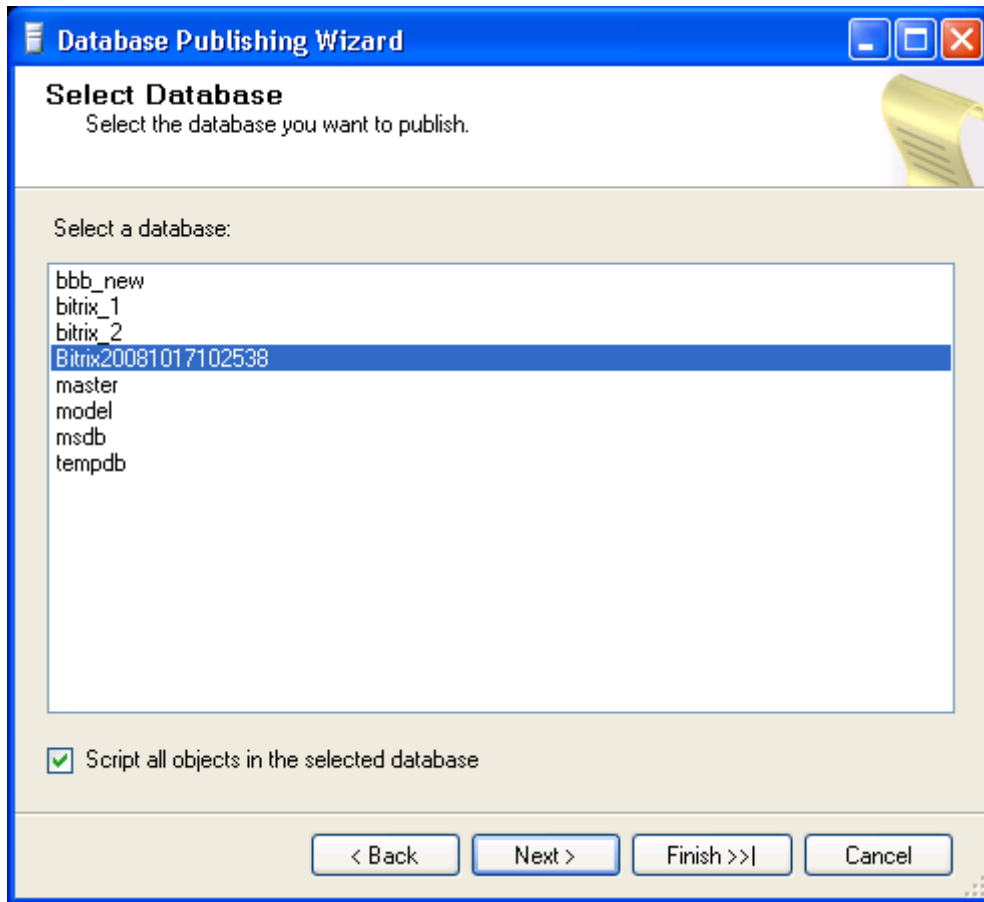 Database Publishing Wizard
Select Database
Select the database you want to publish.
Select a database:
bbb_new
bitrix_1
bitrix_2
Bitrix20081017102538
master
model
msdb
tempdb
Script all objects in the selected database
< Back Next > Finish >>| Cancel